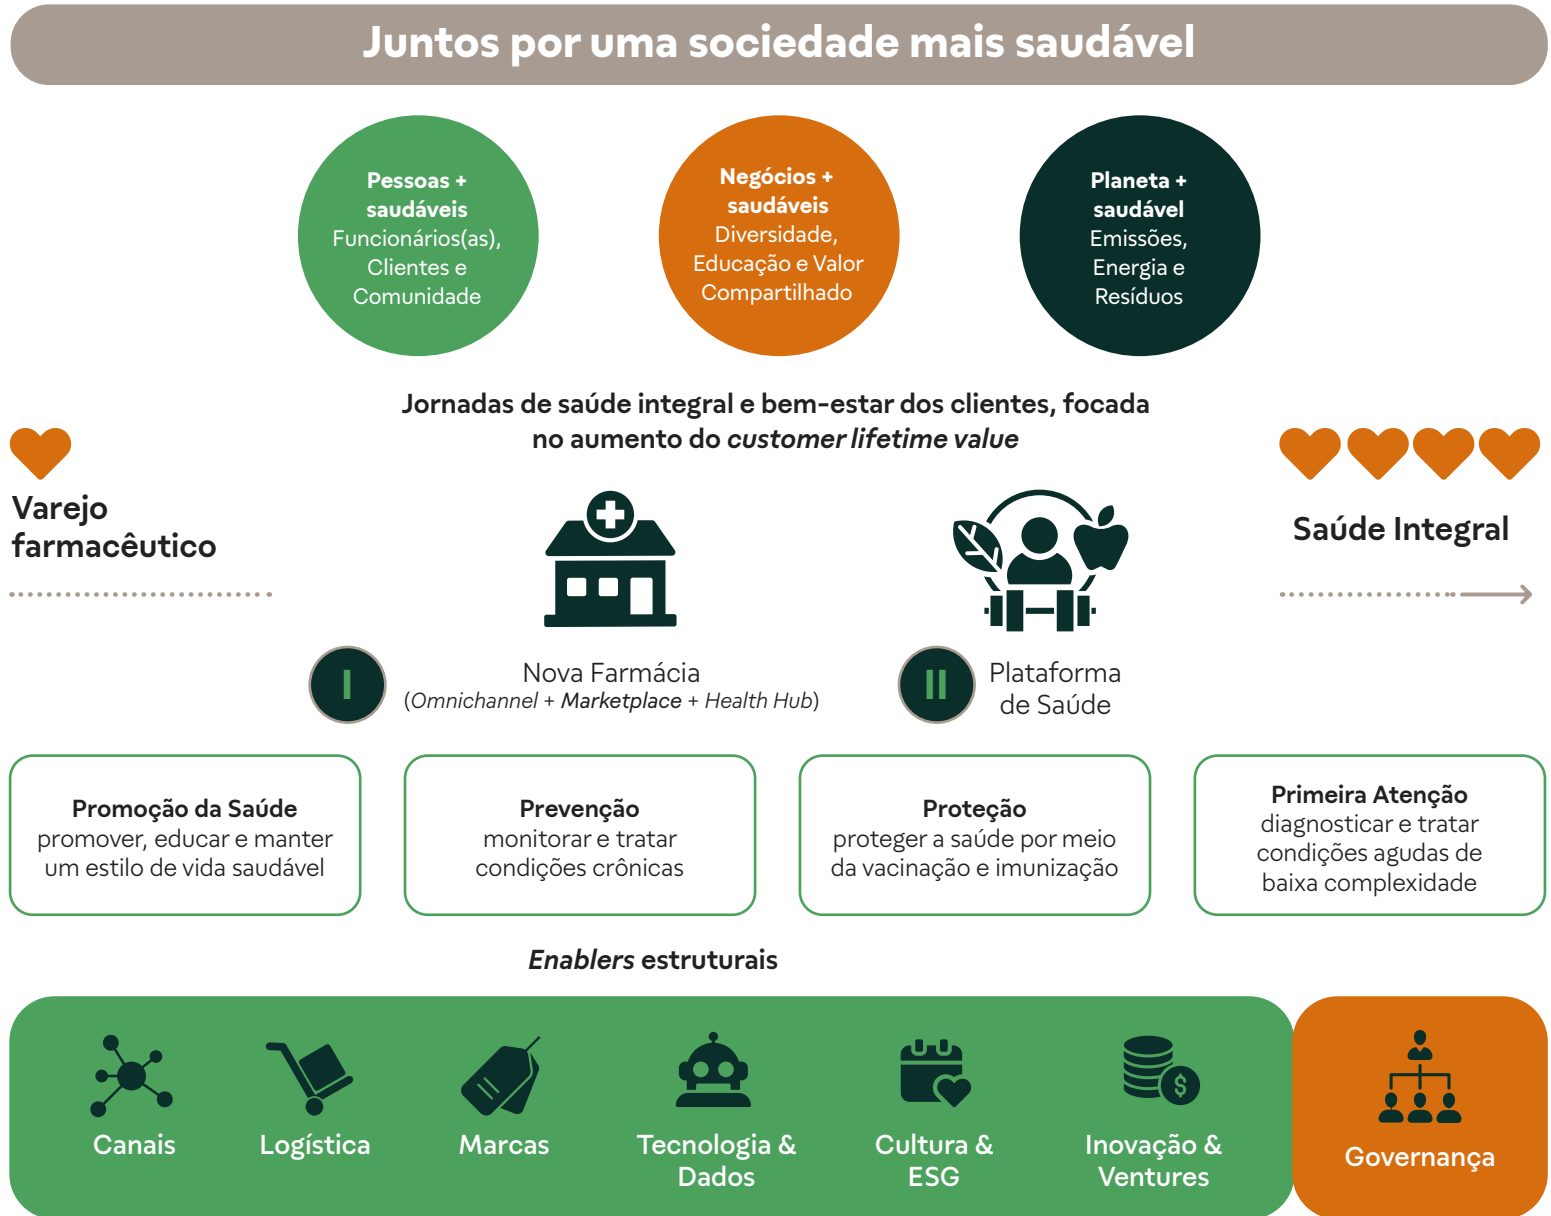 Juntos por uma sociedade mais saudável
Pessoas +
saudáveis
Funcionários(as),
Clientes e
Comunidade
Negócios +
saudáveis
Diversidade,
Educação e Valor
Compartilhado
Planeta +
saudável
Emissões,
Energia e
Resíduos
Jornadas de saúde integral e bem-estar dos clientes, focada
no aumento do customer lifetime value
Varejo
farmacêutico
Saúde Integral
I
Nova Farmácia
(Omnichannel + Marketplace + Health Hub)
II
Plataforma
de Saúde
Promoção da Saúde
promover, educar e manter
um estilo de vida saudável
Prevenção
monitorar e tratar
condições crônicas
Proteção
proteger a saúde por meio
da vacinação e imunização
Primeira Atenção
diagnosticar e tratar
condições agudas de
baixa complexidade
Enablers estruturais
Canais
Logística
Marcas
Tecnologia &
Dados
Cultura &
ESG
$
Inovação &
Ventures
Governança